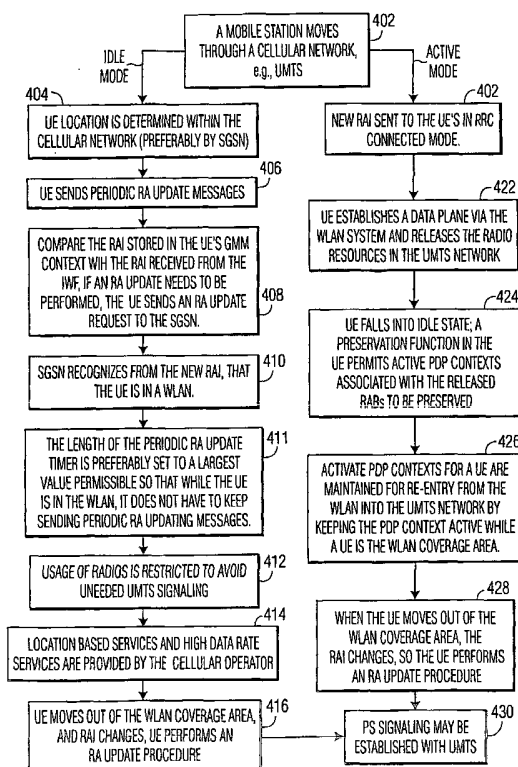 A MOBILE STATION MOVES
THROUGH A CELLULAR NETWORK,
e.g., UMTS
402
IDLE
MODE
ACTIVE
MODE
404
UE LOCATION IS DETERMINED WITHIN THE
CELLULAR NETWORK (PREFERABLY BY SGSN)
406
UE SENDS PERIODIC RA UPDATE MESSAGES
COMPARE THE RAI STORED IN THE UE'S GMM
CONTEXT WIH THE RAI RECEIVED FROM THE
IWF, IF AN RA UPDATE NEEDS TO BE
PERFORMED, THE UE SENDS AN RA UPDATE
REQUEST TO THE SGSN.
408
410
SGSN RECOGNIZES FROM THE NEW RAI, THAT
THE UE IS IN A WLAN.
411
THE LENGTH OF THE PERIODIC RA UPDATE
TIMER IS PREFERABLY SET TO A LARGEST
VALUE PERMISSIBLE SO THAT WHILE THE UE
IS IN THE WLAN, IT DOES NOT HAVE TO KEEP
SENDING PERIODIC RA UPDATING MESSAGES.
412
USAGE OF RADIOS IS RESTRICTED TO AVOID
UNEEDED UMTS SIGNALING
414
LOCATION BASED SERVICES AND HIGH DATA RATE
SERVICES ARE PROVIDED BY THE CELLULAR OPERATOR
416
UE MOVES OUT OF THE WLAN COVERAGE AREA,
AND RAI CHANGES, UE PERFORMS AN
RA UPDATE PROCEDURE
402
NEW RAI SENT TO THE UE'S IN RRC
CONNECTED MODE.
422
UE ESTABLISHES A DATA PLANE VIA THE
WLAN SYSTEM AND RELEASES THE RADIO
RESOURCES IN THE UMTS NETWORK
424
UE FALLS INTO IDLE STATE; A
PRESERVATION FUNCTION IN THE
UE PERMITS ACTIVE PDP CONTEXTS
ASSOCIATED WITH THE RELEASED
RABs TO BE PRESERVED
426
ACTIVATE PDP CONTEXTS FOR A UE ARE
MAINTAINED FOR RE-ENTRY FROM THE
WLAN INTO THE UMTS NETWORK BY
KEEPING THE PDP CONTEXT ACTIVE WHILE
A UE IS THE WLAN COVERAGE AREA.
428
WHEN THE UE MOVES OUT OF THE
WLAN COVERAGE AREA, THE
RAI CHANGES, SO THE UE PERFORMS
AN RA UPDATE PROCEDURE
430
PS SIGNALING MAY BE
ESTABLISHED WITH UMTS